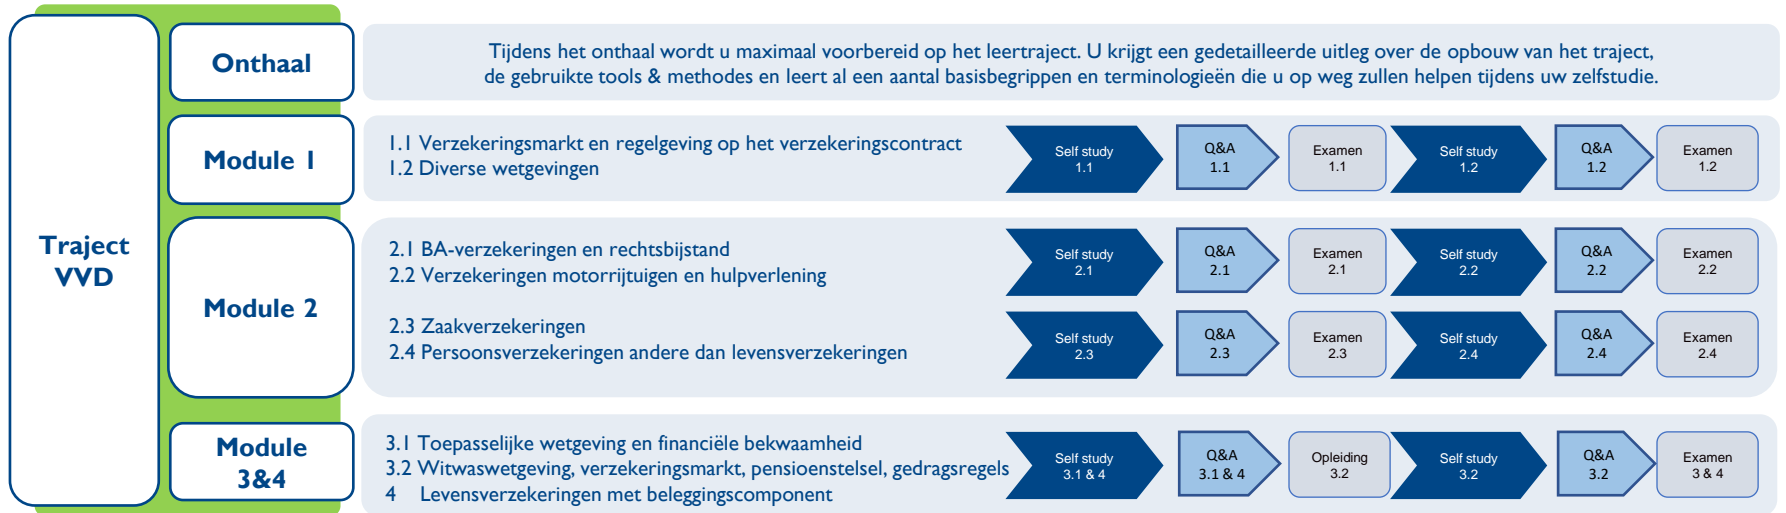 Traject
VVD
Onthaal
Tijdens het onthaal wordt u maximaal voorbereid op het leertraject. U krijgt een gedetailleerde uitleg over de opbouw van het traject,
de gebruikte tools & methodes en leert al een aantal basisbegrippen en terminologieën die u op weg zullen helpen tijdens uw zelfstudie.
Module 1
1.1 Verzekeringsmarkt en regelgeving op het verzekeringscontract
1.2 Diverse wetgevingen
Self study
1.1
Q&A
1.1
Examen
1.1
Self study
1.2
Q&A
1.2
Examen
1.2
Module 2
2.1 BA-verzekeringen en rechtsbijstand
2.2 Verzekeringen motorrijtuigen en hulpverlening
Self study
2.1
Q&A
2.1
Examen
2.1
Self study
2.2
Q&A
2.2
Examen
2.2
2.3 Zaakverzekeringen
2.4 Persoonsverzekeringen andere dan levensverzekeringen
Self study
2.3
Q&A
2.3
Examen
2.3
Self study
2.4
Q&A
2.4
Examen
2.4
Module
3&4
3.1 Toepasselijke wetgeving en financiële bekwaamheid
3.2 Witwaswetgeving, verzekeringsmarkt, pensioenstelsel, gedragsregels
4 Levensverzekeringen met beleggingscomponent
Self study
3.1 & 4
Q&A
3.1 & 4
Opleiding
3.2
Self study
3.2
Q&A
3.2
Examen
3 & 4